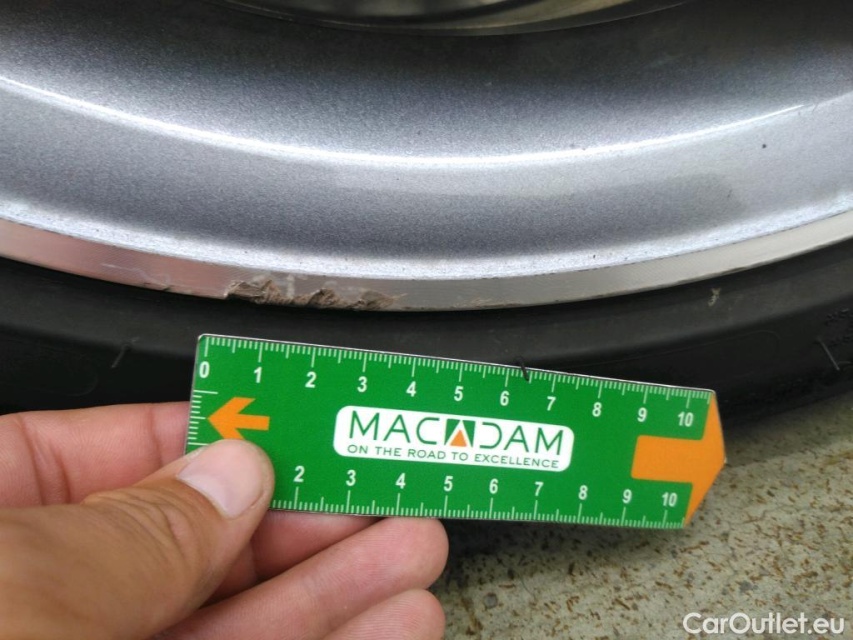 0 1 2 3 4 5 6 7 8 9 10
MACADAM
ON THE ROAD TO EXCELLENCE
2 3 4 5 6 7 8 9 10
CarOutlet.eu